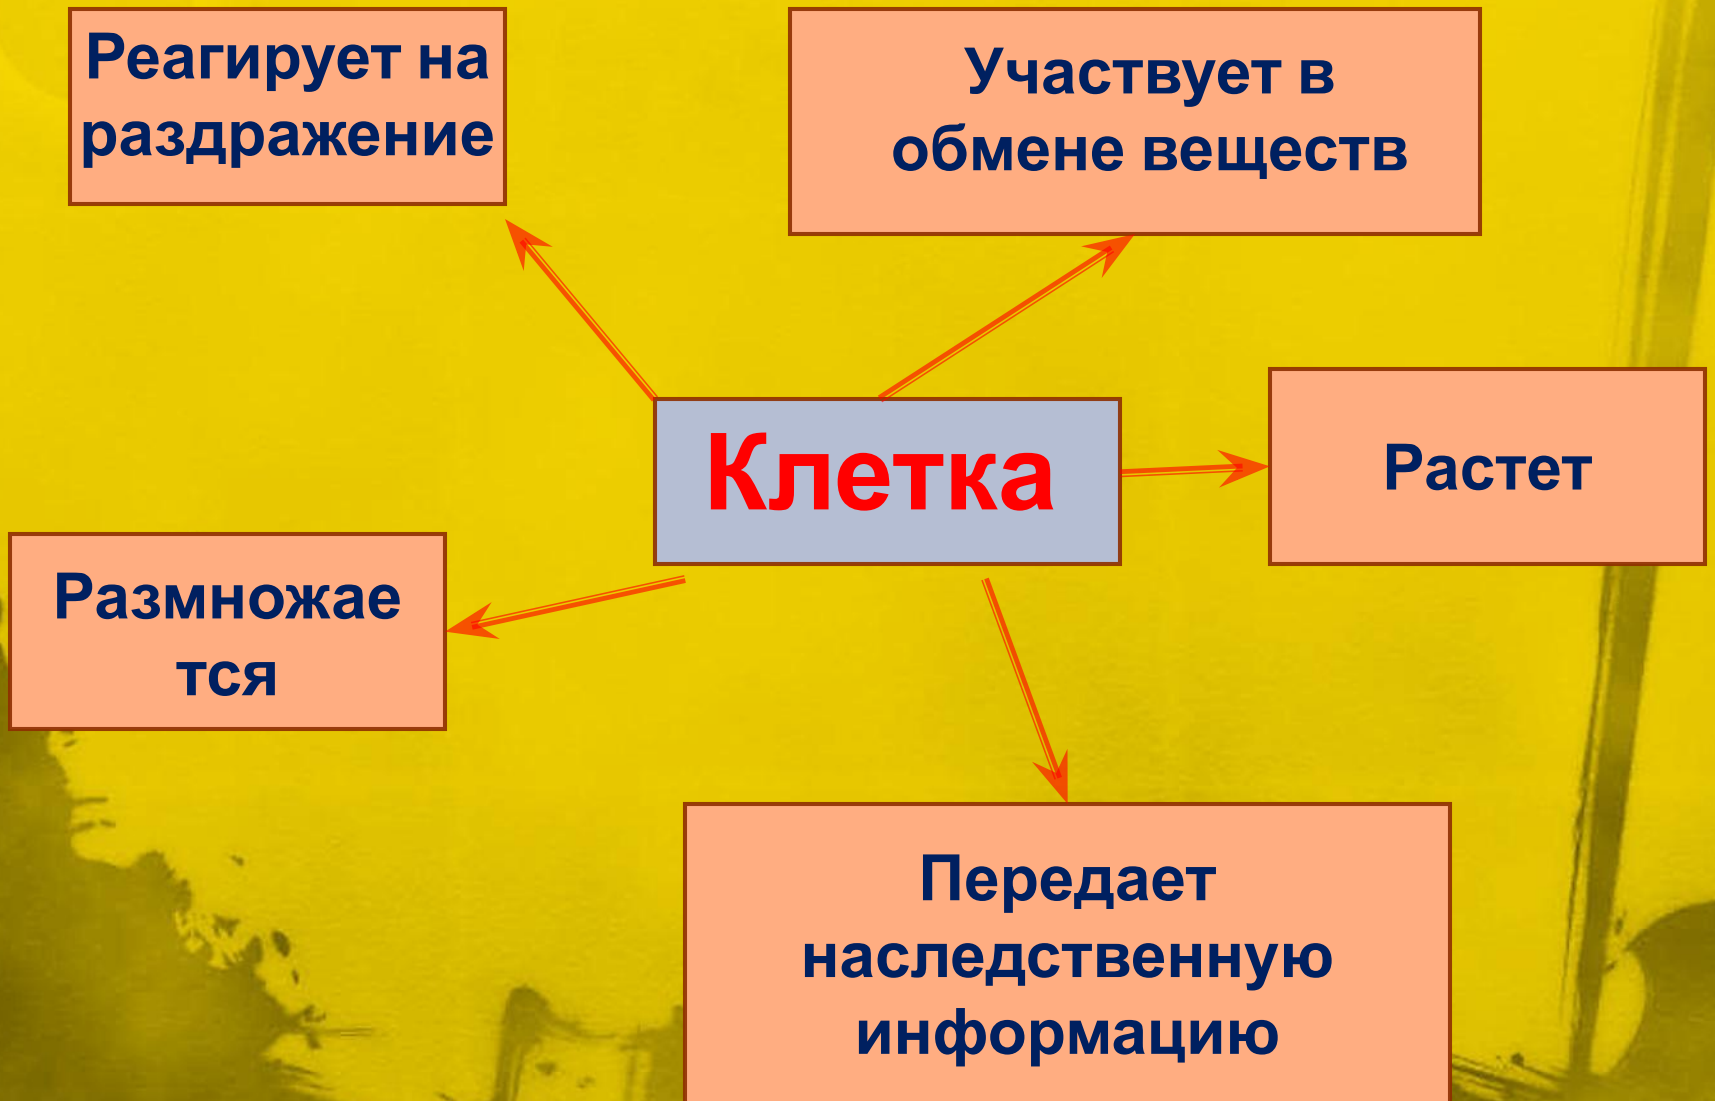 Реагирует на
раздражение
Участвует в
обмене веществ
Клетка
Растет
Размножае
тся
Передает
наследственную
информацию